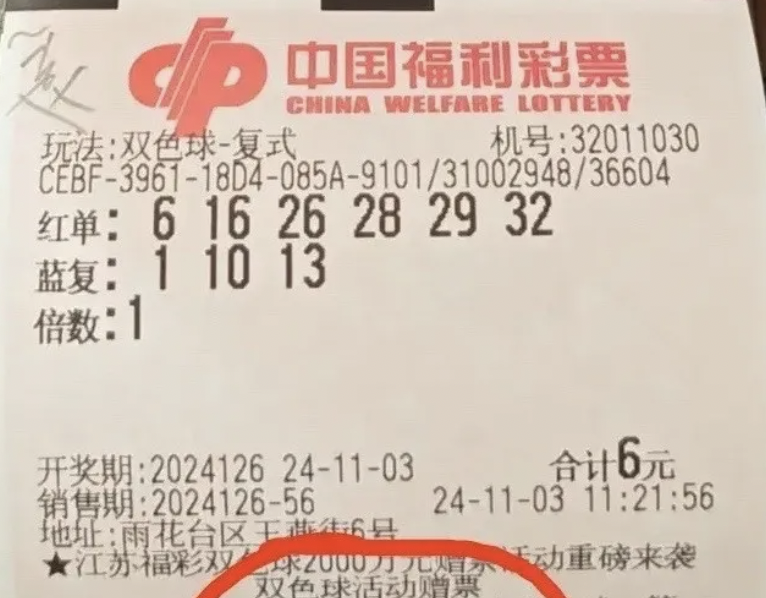 中国福利彩票
CHINA WELFARE LOTTERY
玩法:双色球-复式 机号:32011030
CEBF-3961-18D4-085A-9101/31002948/36604
红单: 6 16 26 28 29 32
蓝复: 1 10 13
倍数:1
开奖期:2024126 24-11-03 合计6元
销售期:2024126-56 24-11-03 11:21:56
地址:雨花台区王燕街6号
★江苏福彩双色球2000万元赠票活动重磅来袭
双色球活动赠票